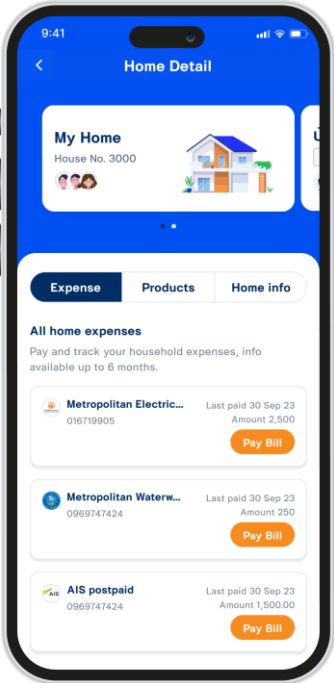 9:41
Home Detail
My Home
House No. 3000
Expense
Products
Home info
All home expenses
Pay and track your household expenses, info
available up to 6 months.
Metropolitan Electric...
Last paid 30 Sep 23
016719905
Amount 2,500
Pay Bill
Metropolitan Waterw...
Last paid 30 Sep 23
0969747424
Amount 250
Pay Bill
AIS
AIS postpaid
Last paid 30 Sep 23
0969747424
Amount 1,500.00
Pay Bill